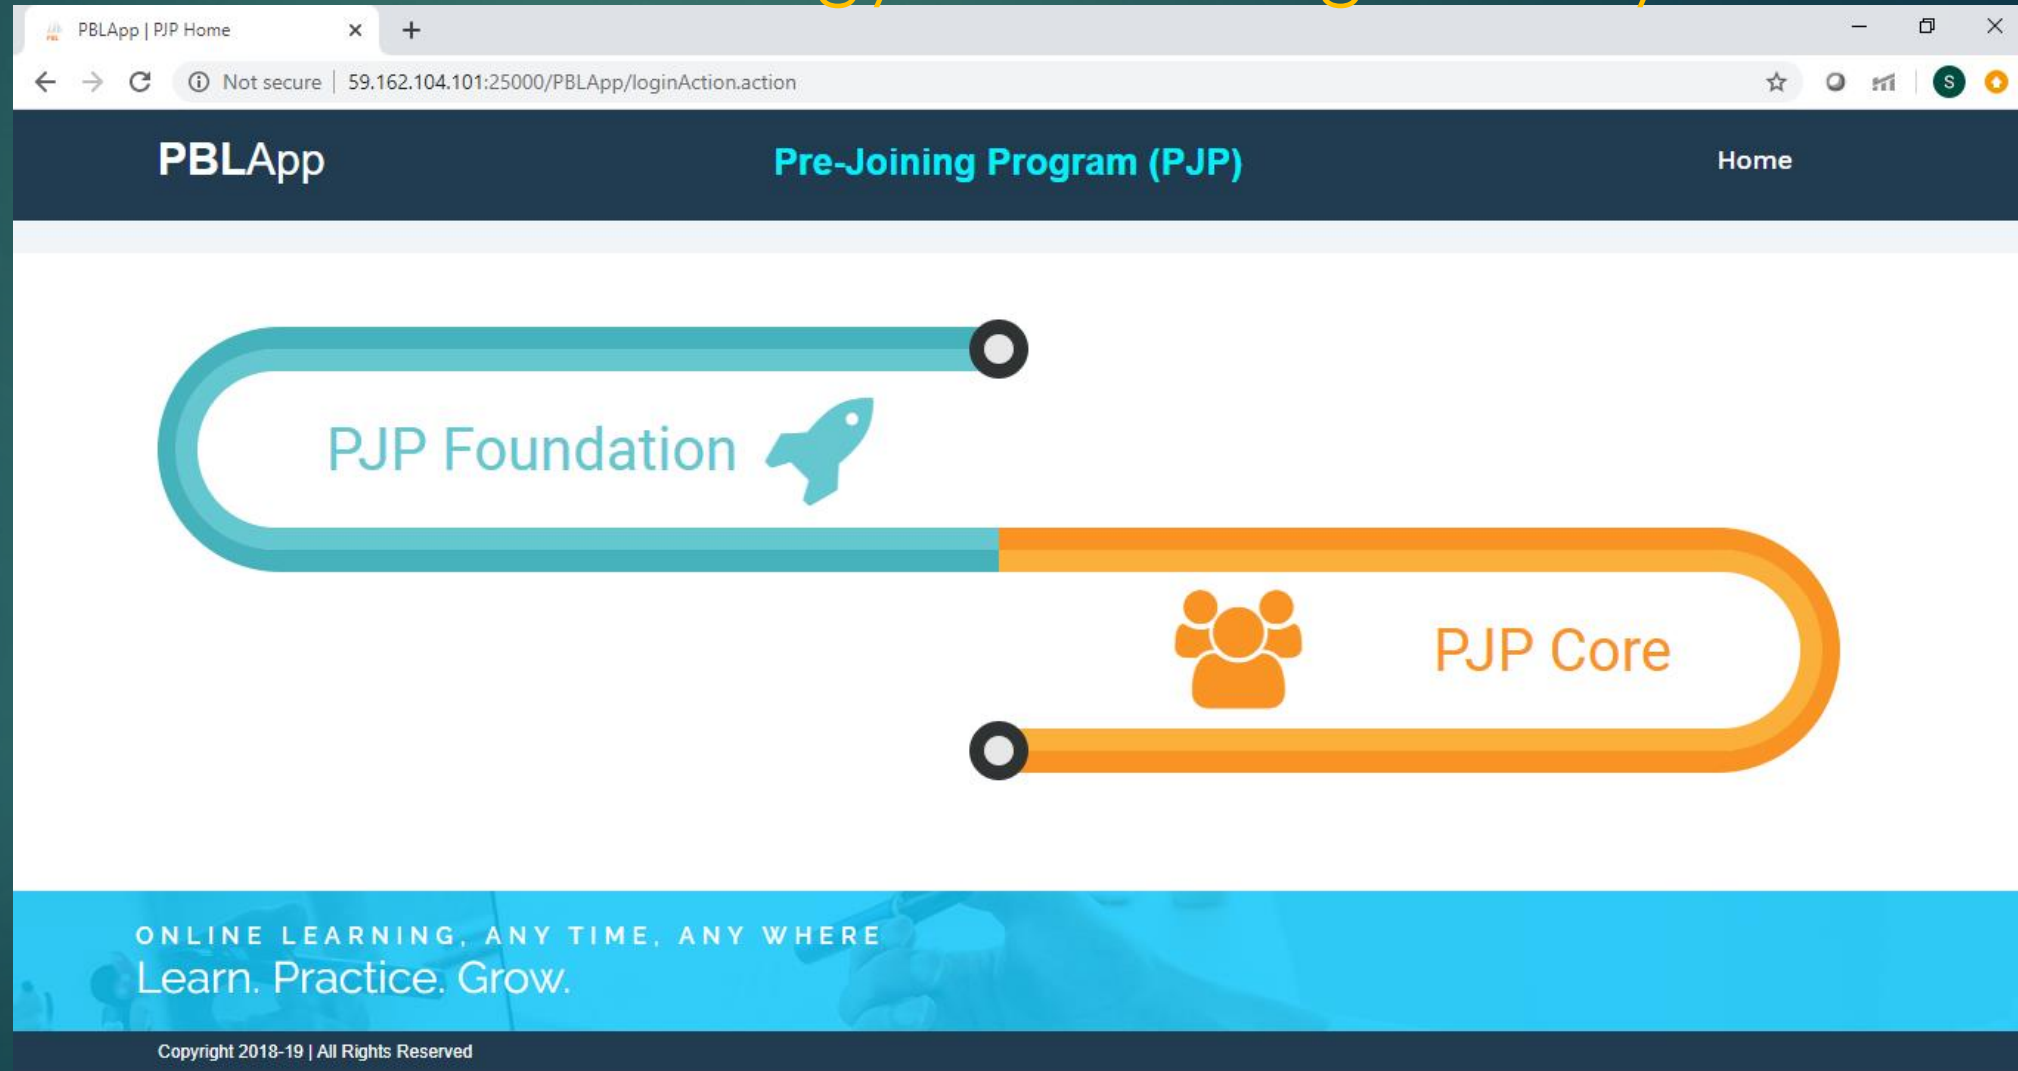 PBLApp | PJP Home
Not secure | 59.162.104.101:25000/PBLApp/loginAction.action
S
PBLApp
Pre-Joining Program (PJP)
Home
PJP Foundation
PJP Core
ONLINE LEARNING, ANY TIME, ANY WHERE
Learn. Practice. Grow.
Copyright 2018-19 | All Rights Reserved